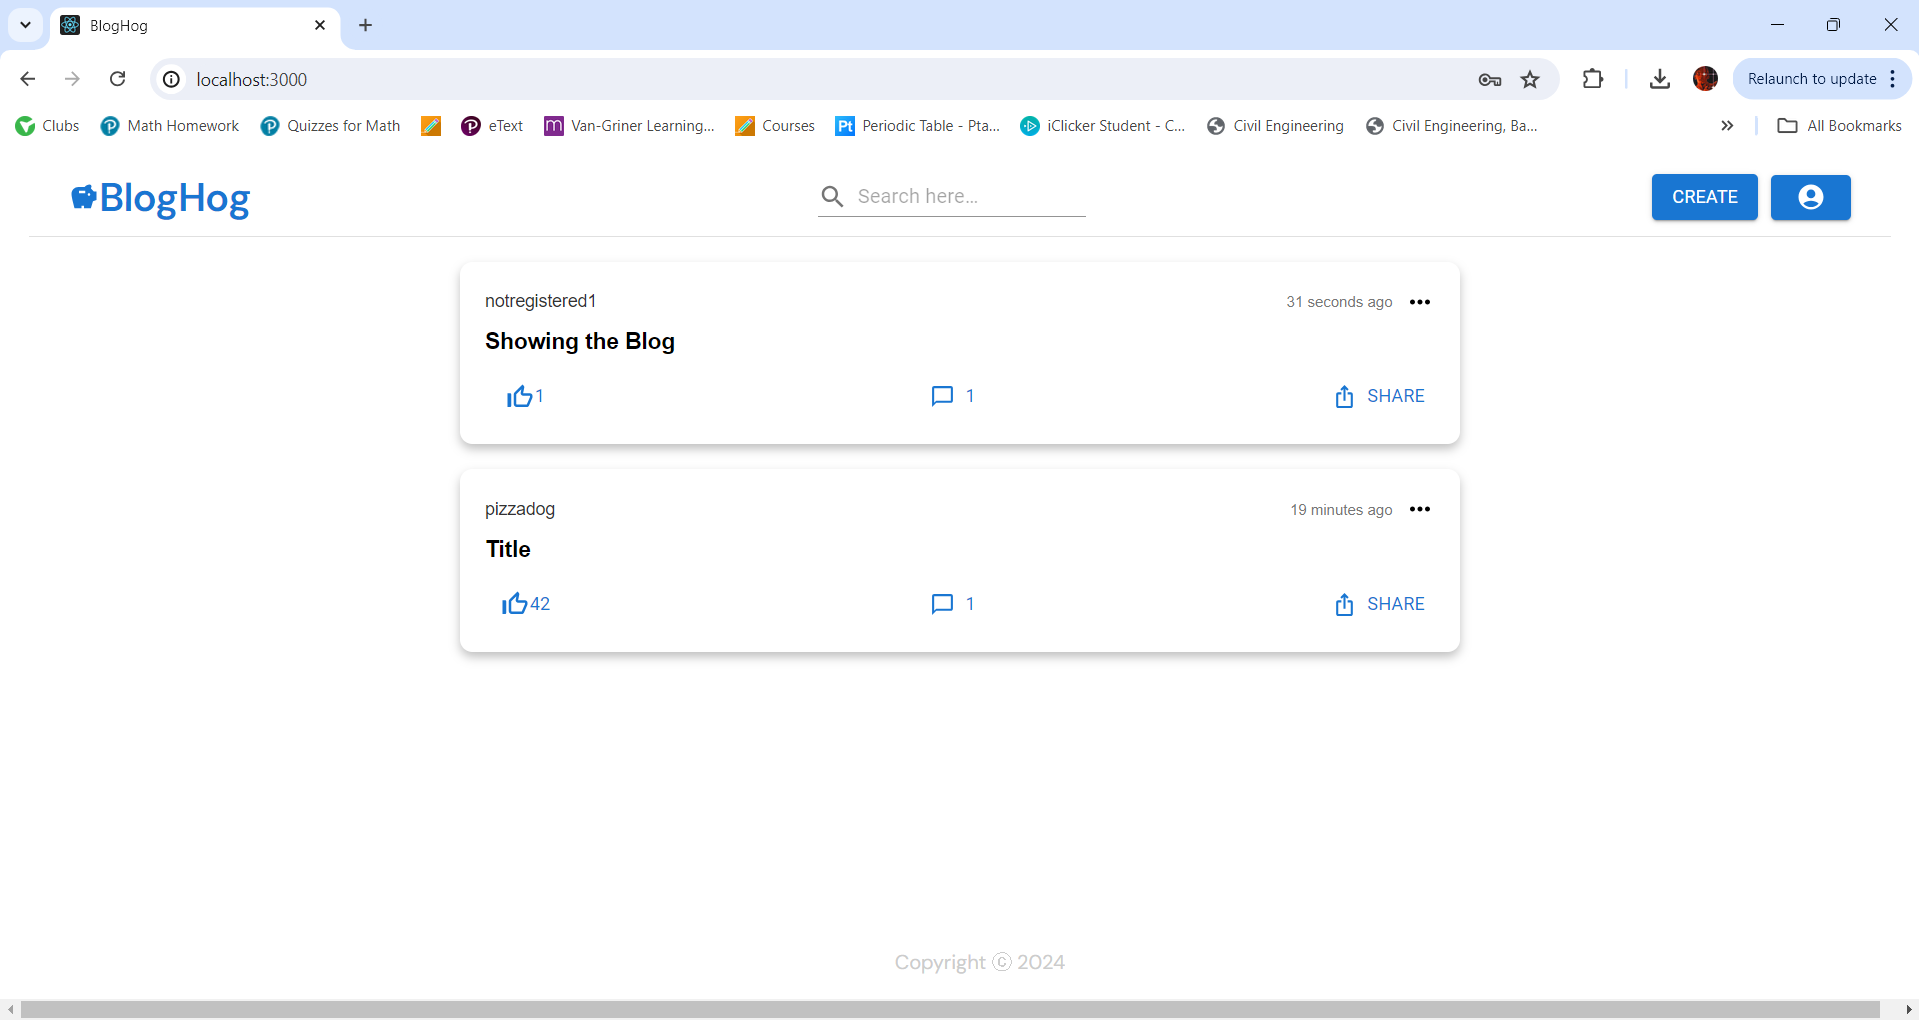 BlogHog
localhost:3000
Relaunch to update
Clubs
Math Homework
Quizzes for Math
eText
m Van-Griner Learning...
Courses
Pt Periodic Table - Pta...
iClicker Student - C...
Civil Engineering
Civil Engineering, Ba...
All Bookmarks
BlogHog
Search here...
CREATE
notregistered1
31 seconds ago
Showing the Blog
1
1
SHARE
pizzadog
19 minutes ago
Title
42
1
SHARE
Copyright © 2024